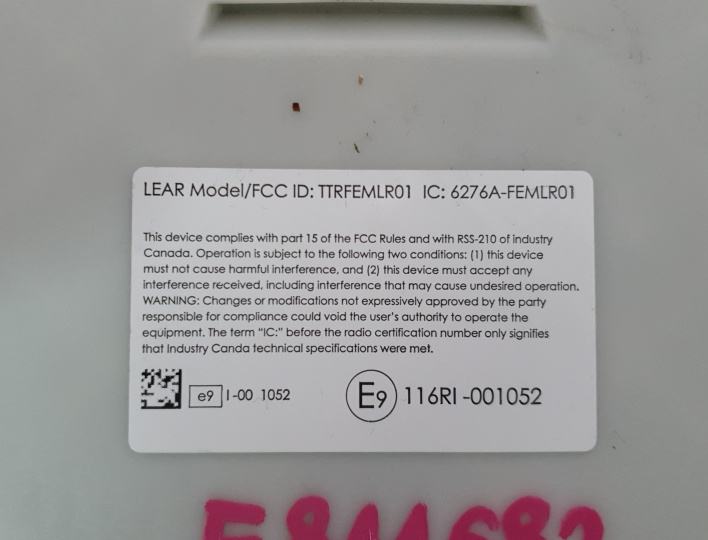 LEAR Model/FCC ID: TTRFEMLR01 IC: 6276A-FEMLR01
This device complies with part 15 of the FCC Rules and with RSS-210 of industry
Canada. Operation is subject to the following two conditions: (1) this device
must not cause harmful interference, and (2) this device must accept any
interference received, including interference that may cause undesired operation.
WARNING: Changes or modifications not expressively approved by the party
responsible for compliance could void the user's authority to operate the
equipment. The term "IC:" before the radio certification number only signifies
that Industry Canda technical specifications were met.
e9 I-00 1052 E9 116RI -001052